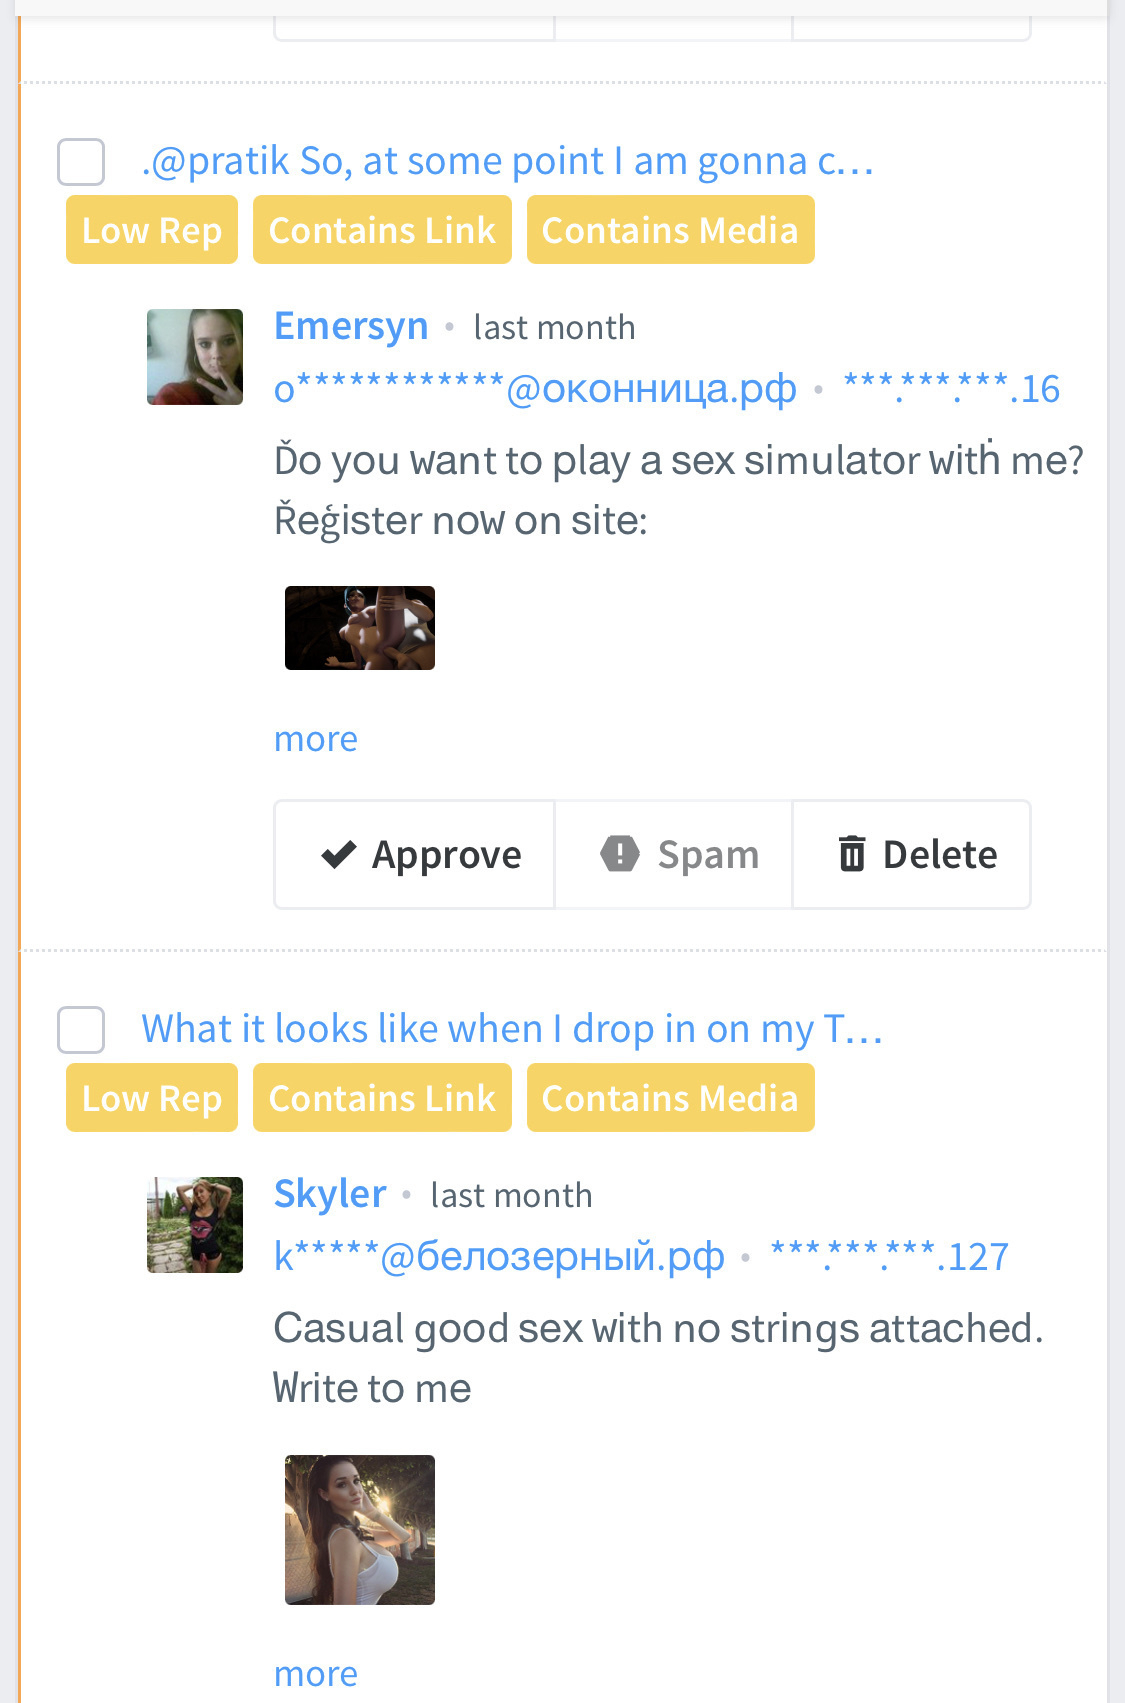 .@pratik So, at some point I am gonna c...
Low Rep Contains Link Contains Media
Emersyn • last month
o************@оконница.рф • ***.***.***.16
Ďo you want to play a sex simulator witḣ me?
Řeģister now on site:
more
Approve Spam Delete
What it looks like when I drop in on my T...
Low Rep Contains Link Contains Media
Skyler • last month
k*****@белозерный.рф • ***.***.***.127
Casual good sex with no strings attached.
Write to me
more